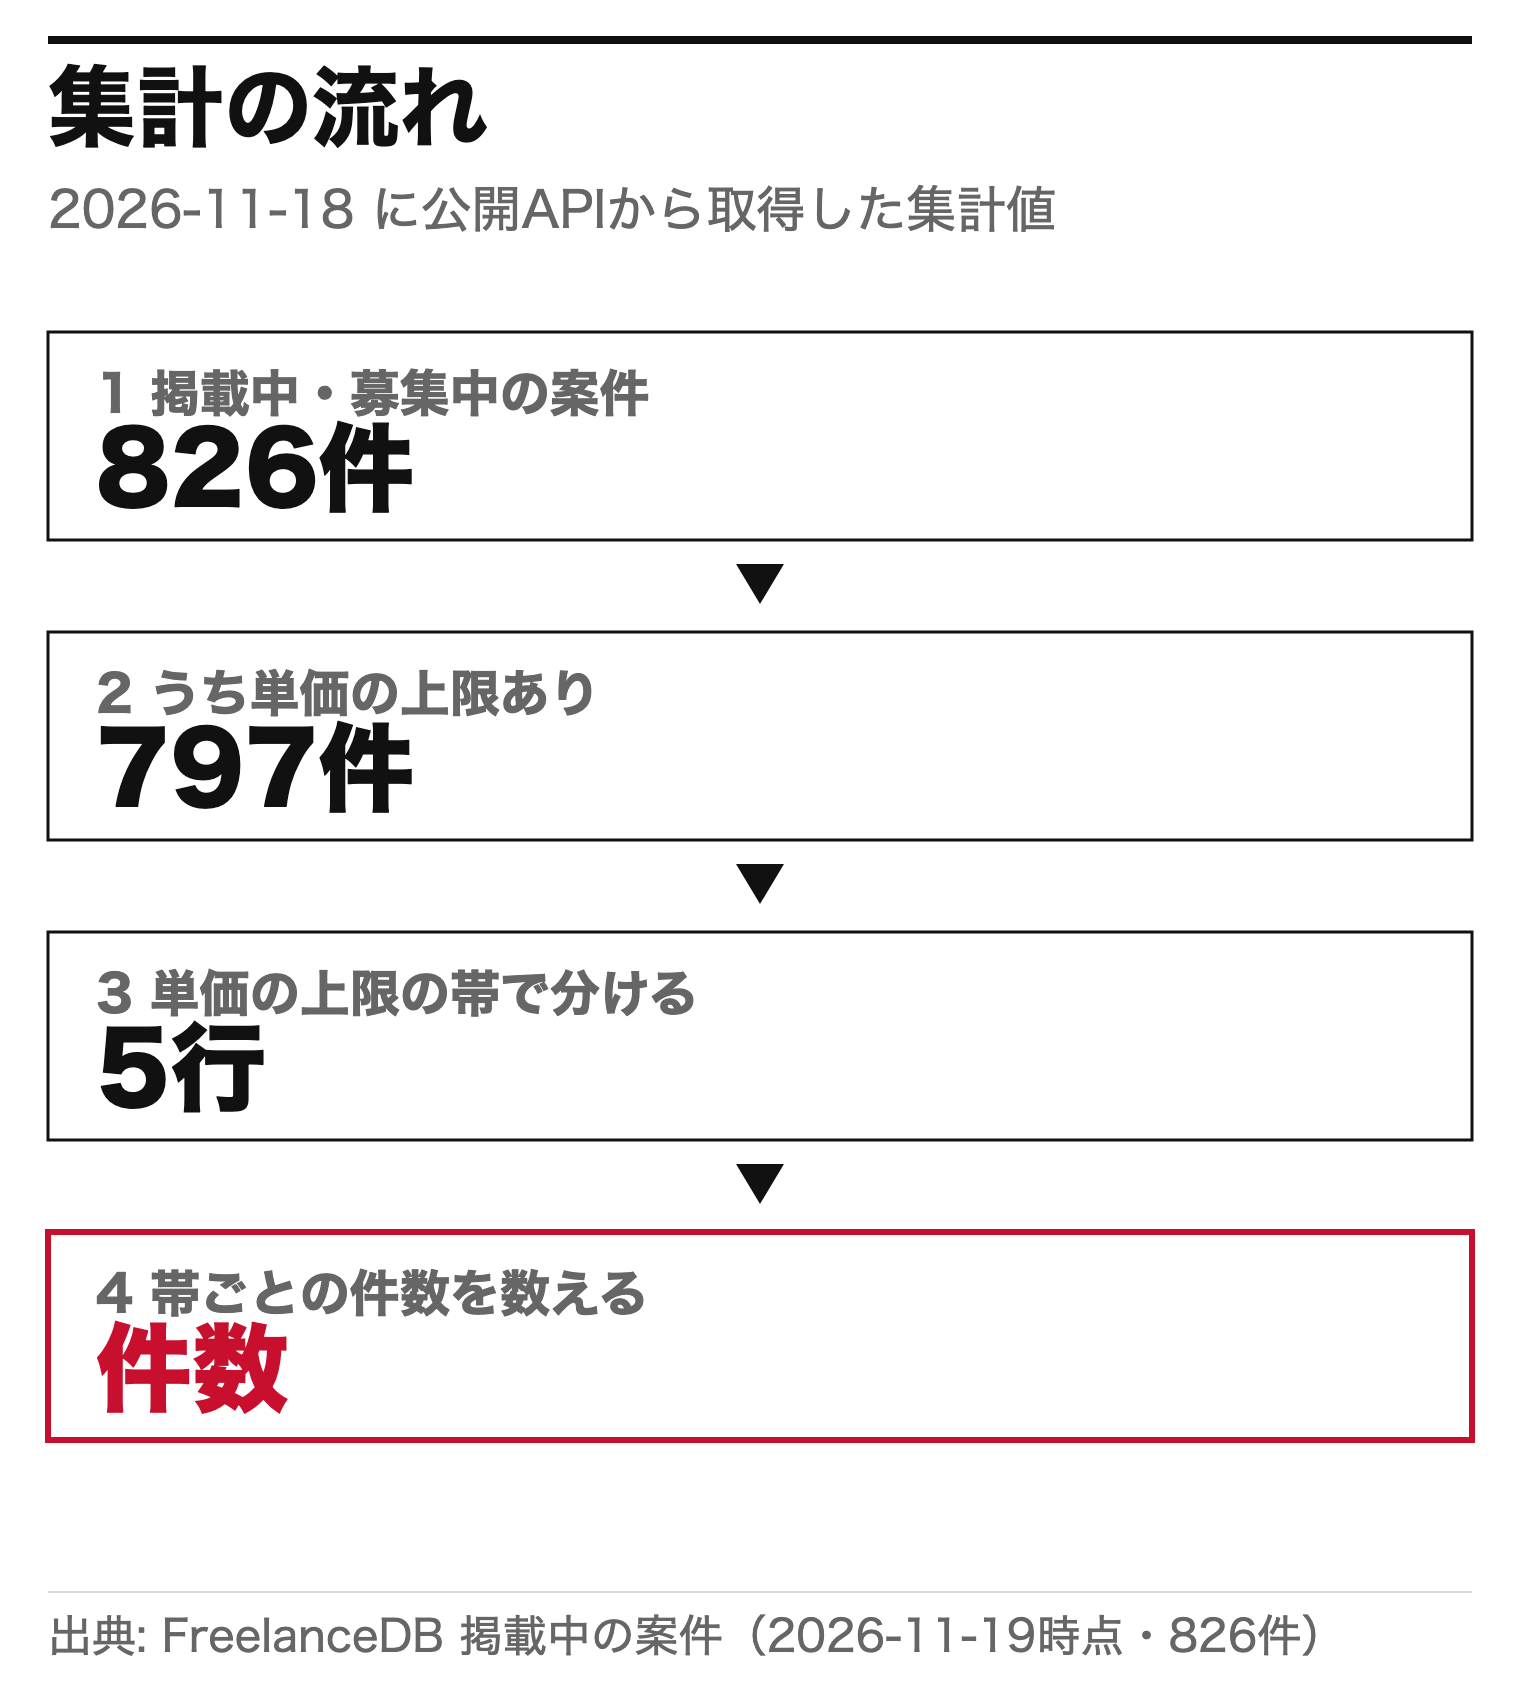 集計の流れ
2026-11-18 に公開APIから取得した集計値
1 掲載中・募集中の案件
826件
2 うち単価の上限あり
797件
3 単価の上限の帯で分ける
5行
4 帯ごとの件数を数える
件数
出典: FreelanceDB 掲載中の案件（2026-11-19時点・826件）